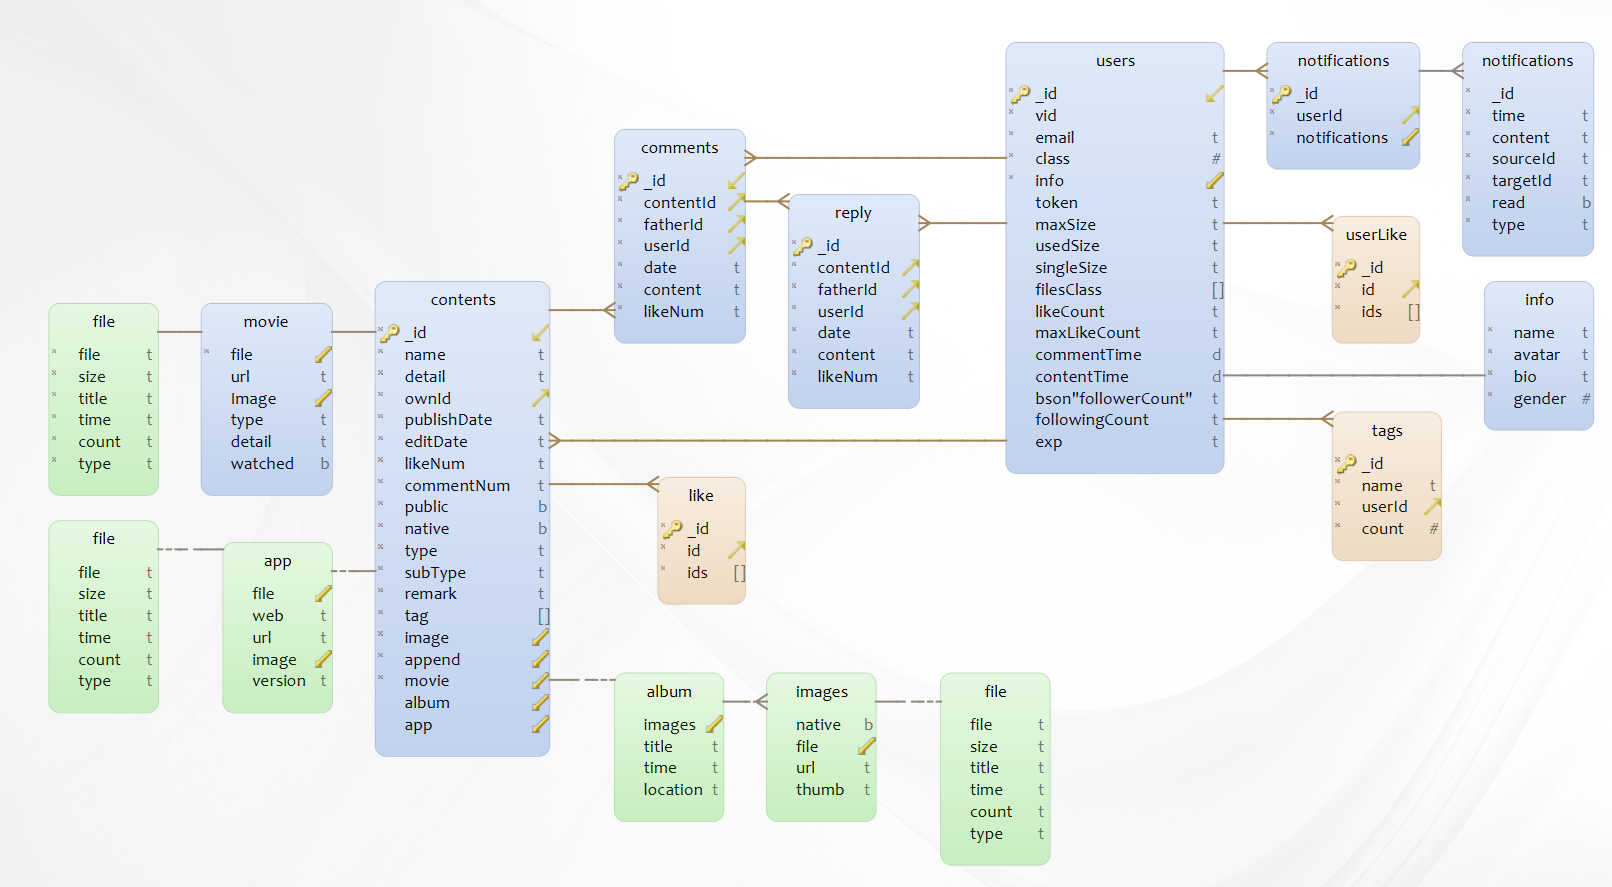 users
_id
vid
email t
class #
info
token t
maxSize t
usedSize t
singleSize t
filesClass []
likeCount t
maxLikeCount t
commentTime d
contentTime d
bson"followerCount" t
followingCount t
exp t
notifications
_id
userId
notifications
notifications
_id
time t
content t
sourceId t
targetId t
read b
type t
comments
_id
contentId
fatherId
userId
date t
content t
likeNum t
reply
_id
contentId
fatherId
userId
date t
content t
likeNum t
userLike
_id
id
ids []
info
name t
avatar t
bio t
gender #
tags
_id
name t
userId
count #
file
file t
size t
title t
time t
count t
type t
movie
file
url t
Image
type t
detail t
watched b
contents
_id
name t
detail t
ownId
publishDate t
editDate t
likeNum t
commentNum t
public b
native b
type t
subType t
remark t
tag []
image
append
movie
album
app
like
_id
id
ids []
file
file t
size t
title t
time t
count t
type t
app
file
web t
url t
image
version t
album
images
title t
time t
location t
images
native b
file
url t
thumb t
file
file t
size t
title t
time t
count t
type t